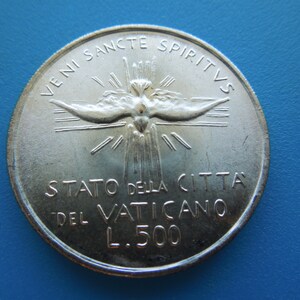 VENI SANCTE SPIRITVS
STATO DELLA CITTA'
DEL VATICANO
L.500